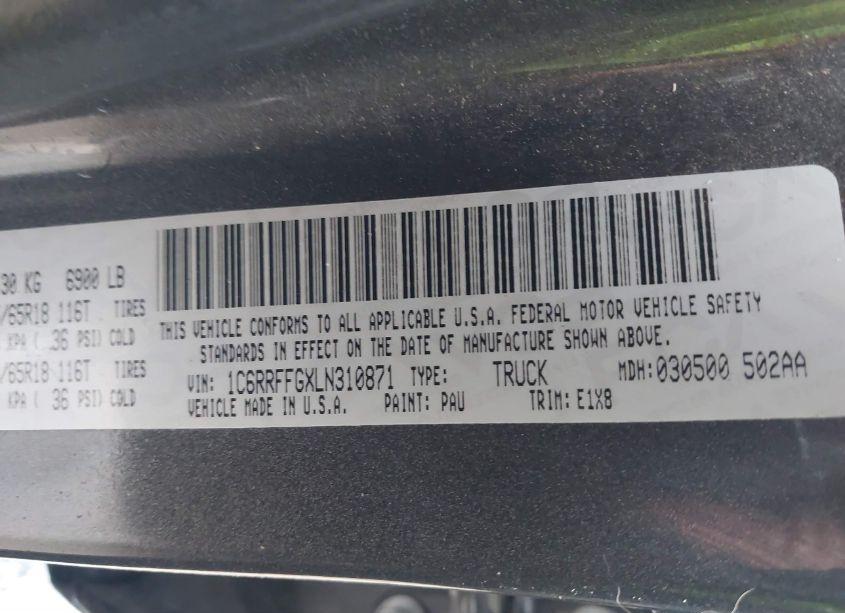 30 KG 6900 LB
/65R18 116T TIRES
KPA ( 36 PSI) COLD
/65R18 116T TIRES
KPA ( 36 PSI) COLD
THIS VEHICLE CONFORMS TO ALL APPLICABLE U.S.A. FEDERAL MOTOR VEHICLE SAFETY
STANDARDS IN EFFECT ON THE DATE OF MANUFACTURE SHOWN ABOVE.
VIN: 1C6RRFFGXLN310871 TYPE: TRUCK MDH: 030500 502AA
VEHICLE MADE IN U.S.A. PAINT: PAU TRIM: E1X8